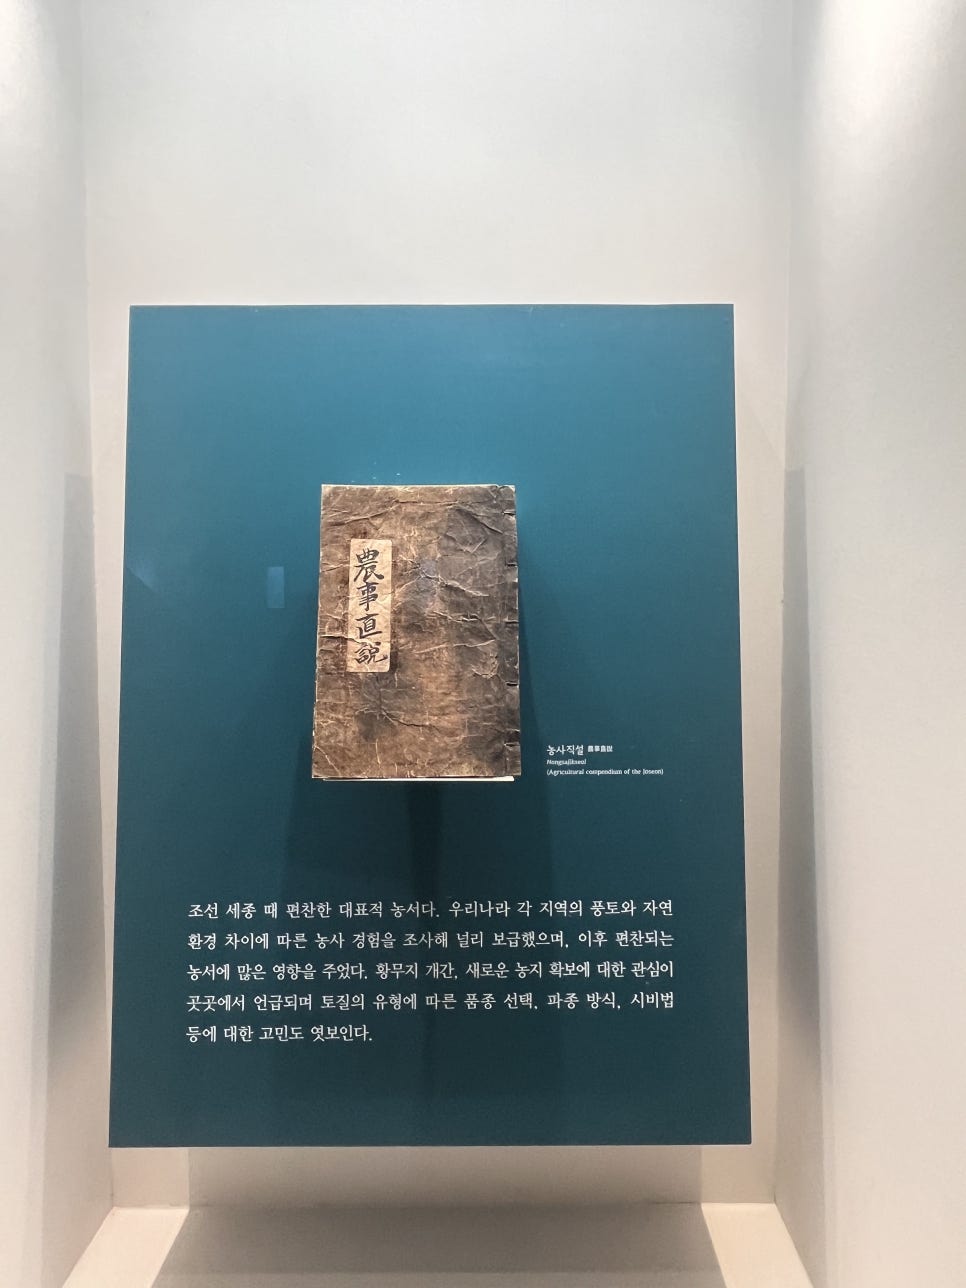 農事直說
농사직설 農事直說
Nongsajikseol
(Agricultural compendium of the Joseon)
조선 세종 때 편찬한 대표적 농서다. 우리나라 각 지역의 풍토와 자연
환경 차이에 따른 농사 경험을 조사해 널리 보급했으며, 이후 편찬되는
농서에 많은 영향을 주었다. 황무지 개간, 새로운 농지 확보에 대한 관심이
곳곳에서 언급되며 토질의 유형에 따른 품종 선택, 파종 방식, 시비법
등에 대한 고민도 엿보인다.